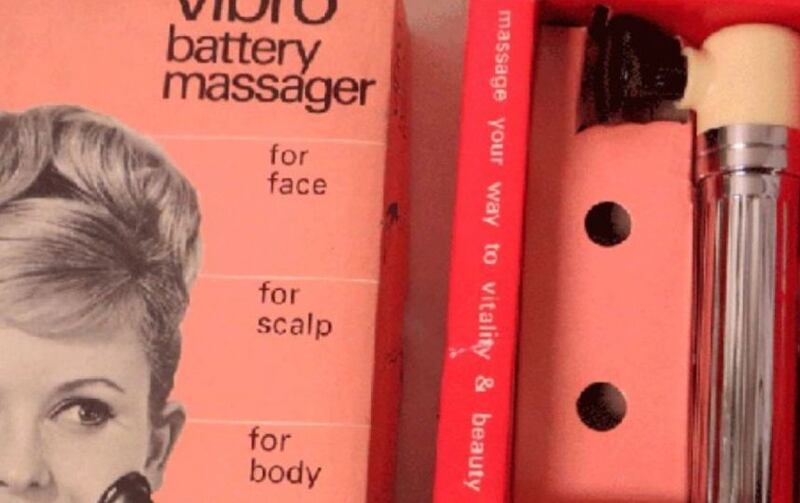 vibro
battery
massager
for
face
for
scalp
for
body
massage your way to vitality & beauty